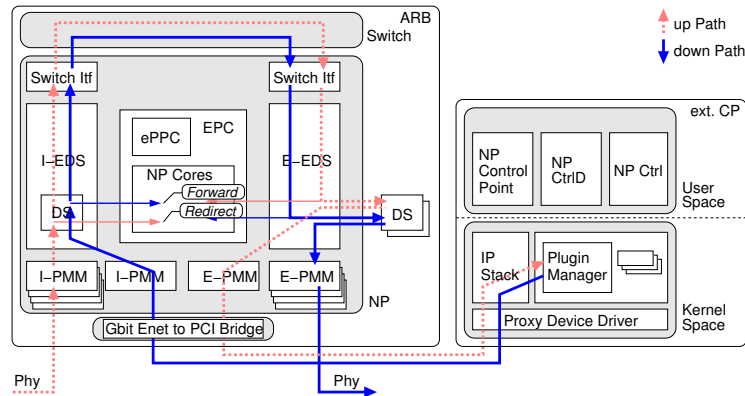 ARB
Switch
up Path
down Path
Switch Itf
Switch Itf
ext. CP
I–EDS
EPC
ePPC
E–EDS
NP Cores
Forward
Redirect
DS
DS
NP
Control
Point
NP
CtrlD
NP Ctrl
User
Space
I–PMM
I–PMM
E–PMM
E–PMM
NP
IP
Stack
Plugin
Manager
Gbit Enet to PCI Bridge
Proxy Device Driver
Kernel
Space
Phy
Phy